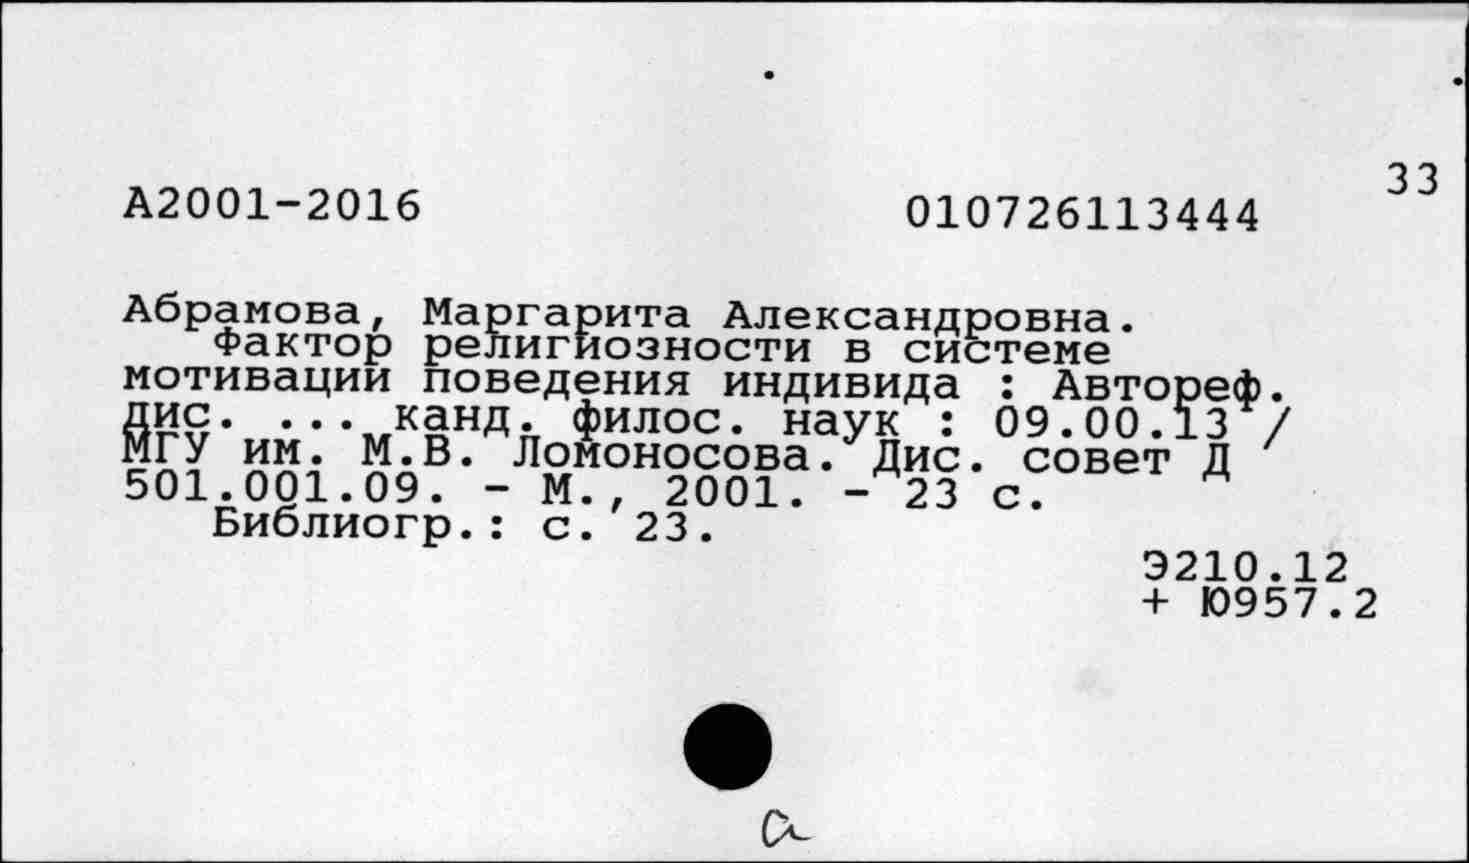 33
А2001-2016 010726113444
Абрамова, Маргарита Александровна.
Фактор религиозности в системе
мотивации поведения индивида : Автореф.
дис. ... канд. филос. наук : 09.00.13 /
МГУ им. М.В. Ломоносова. Дис. совет Д
501.001.09. - М., 2001. - 23 с.
Библиогр.: с. 23.
Э210.12
+ Ю957.2